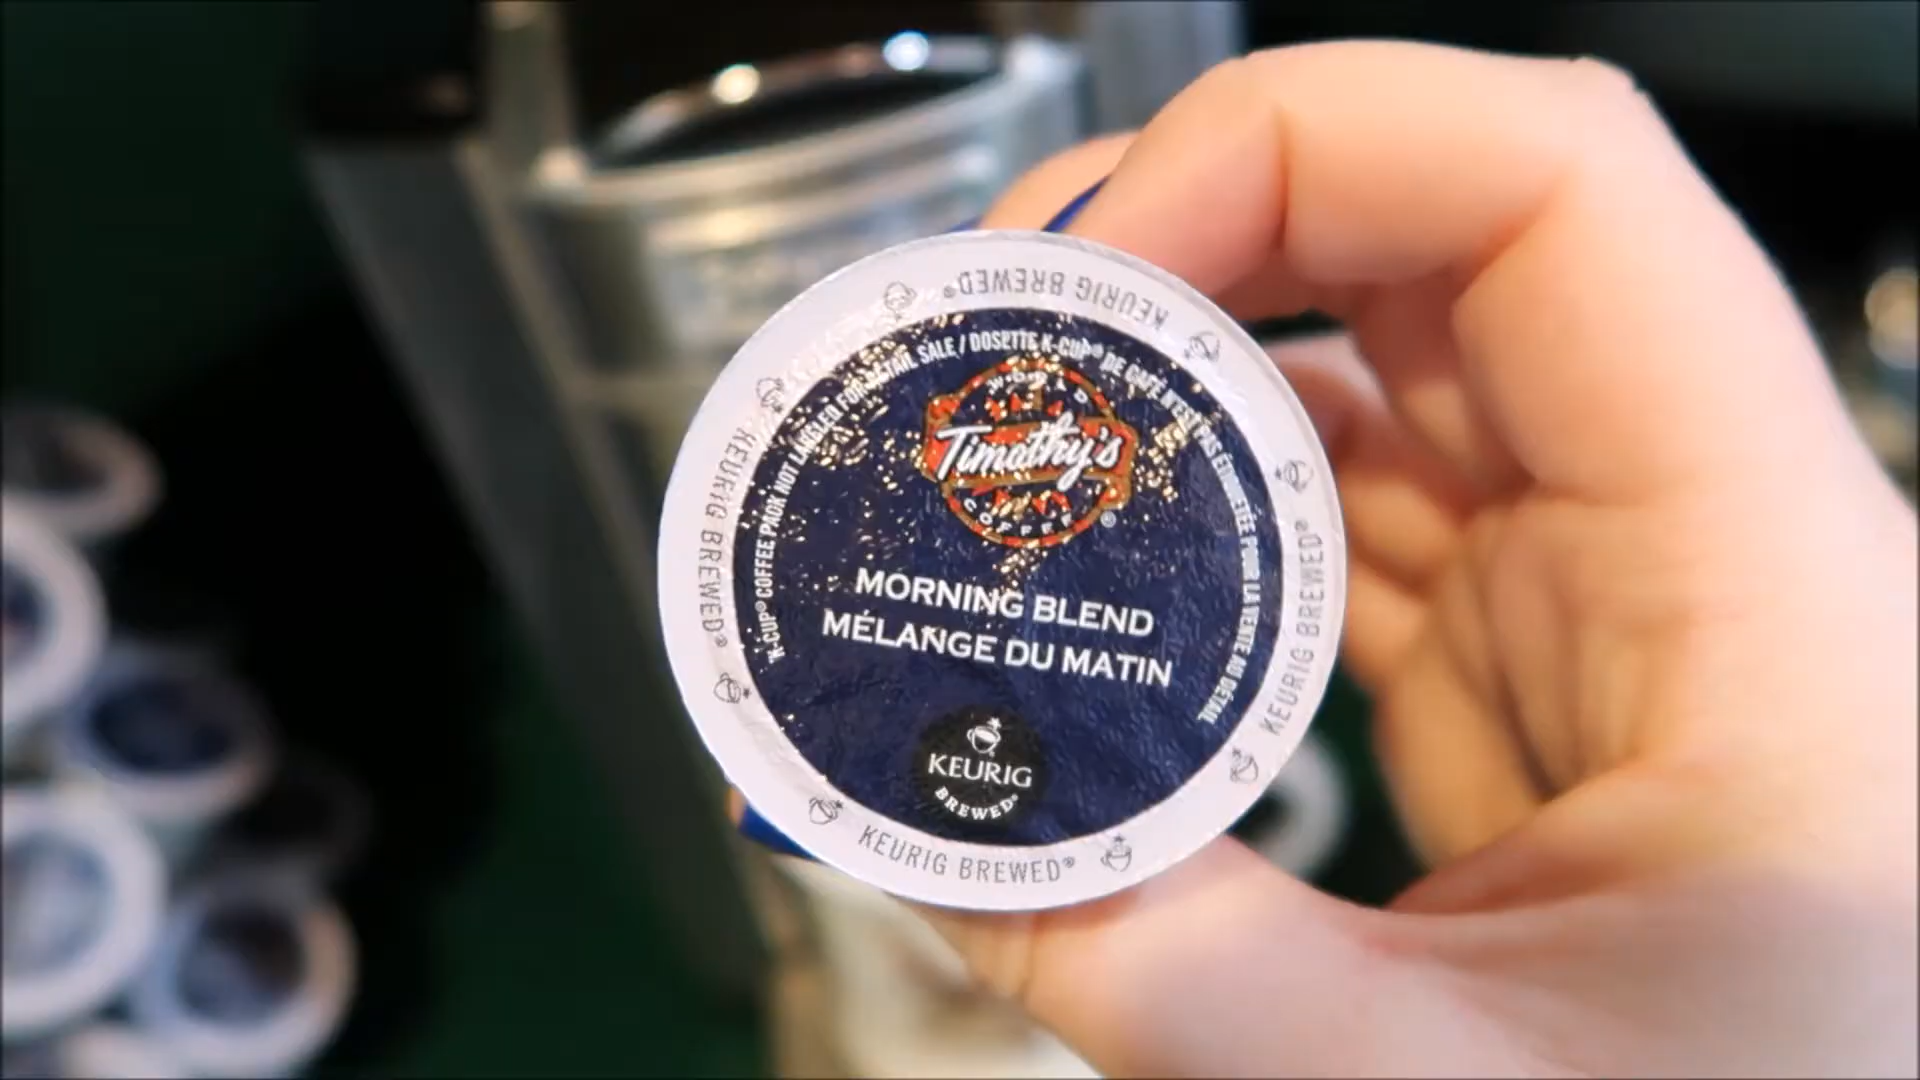 KEURIG BREWED®
K-CUP® COFFEE PACK NOT LABELED FOR RETAIL SALE / DOSETTE K-CUP® DE CAFÉ N'EST PAS ÉTIQUETÉE POUR LA VENTE AU DÉTAIL
WORLD
Timothy's
COFFEE®
MORNING BLEND
MÉLANGE DU MATIN
KEURIG
BREWED®
KEURIG BREWED®
KEURIG BREWED®
KEURIG BREWED®